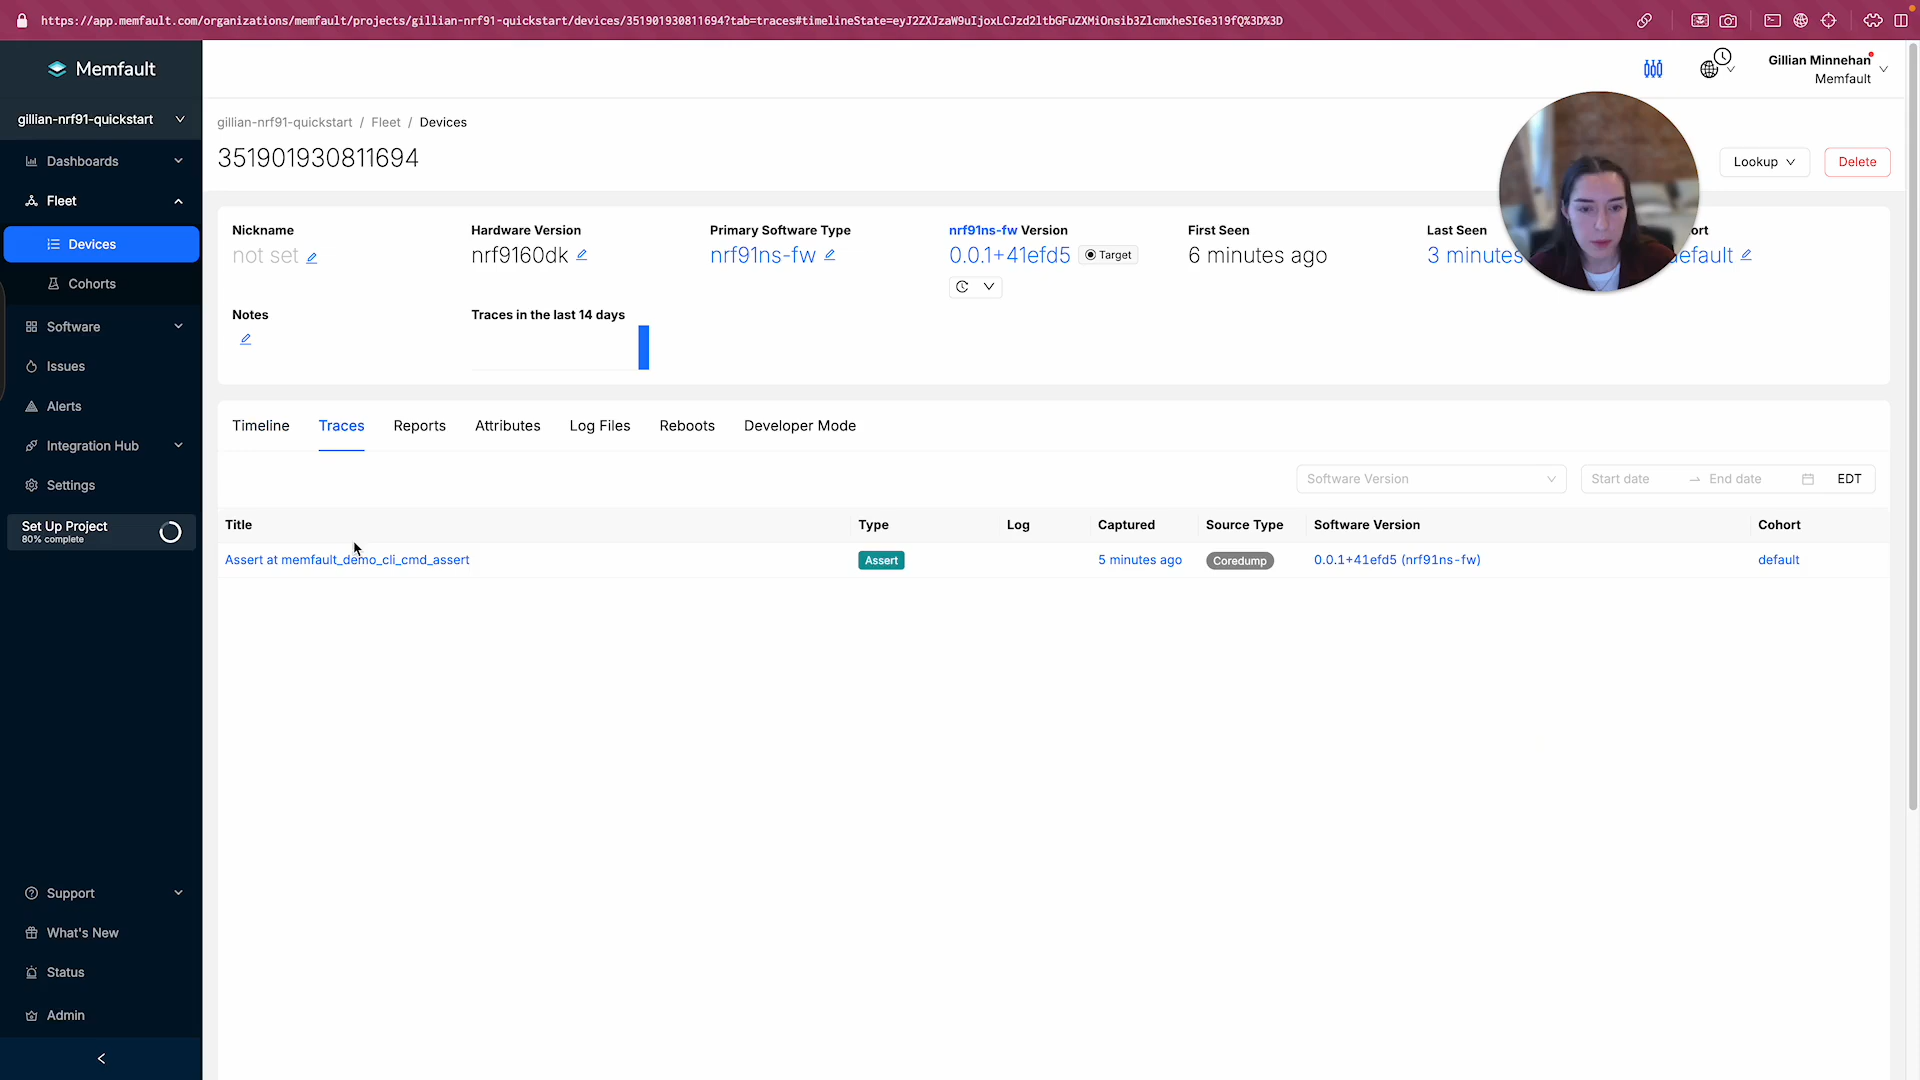 https://app.memfault.com/organizations/memfault/projects/gillian-nrf91-quickstart/devices/351901930811694?tab=traces#timelineState=eyJ2ZXJzaW9uIjoxLCJzd2ltbGFuZXMiOnsib3ZlcmxheSI6e319fQ%3D%3D
Memfault
Gillian Minnehan
Memfault
gillian-nrf91-quickstart
gillian-nrf91-quickstart / Fleet / Devices
351901930811694
Lookup
Delete
Dashboards
Fleet
Devices
Cohorts
Software
Issues
Alerts
Integration Hub
Settings
Set Up Project
80% complete
Support
What's New
Status
Admin
Nickname
not set
Hardware Version
nrf9160dk
Primary Software Type
nrf91ns-fw
nrf91ns-fw Version
0.0.1+41efd5 Target
First Seen
6 minutes ago
Last Seen
3 minutes
default
Notes
Traces in the last 14 days
Timeline Traces Reports Attributes Log Files Reboots Developer Mode
Software Version Start date End date EDT
Title Type Log Captured Source Type Software Version Cohort
Assert at memfault_demo_cli_cmd_assert Assert 5 minutes ago Coredump 0.0.1+41efd5 (nrf91ns-fw) default